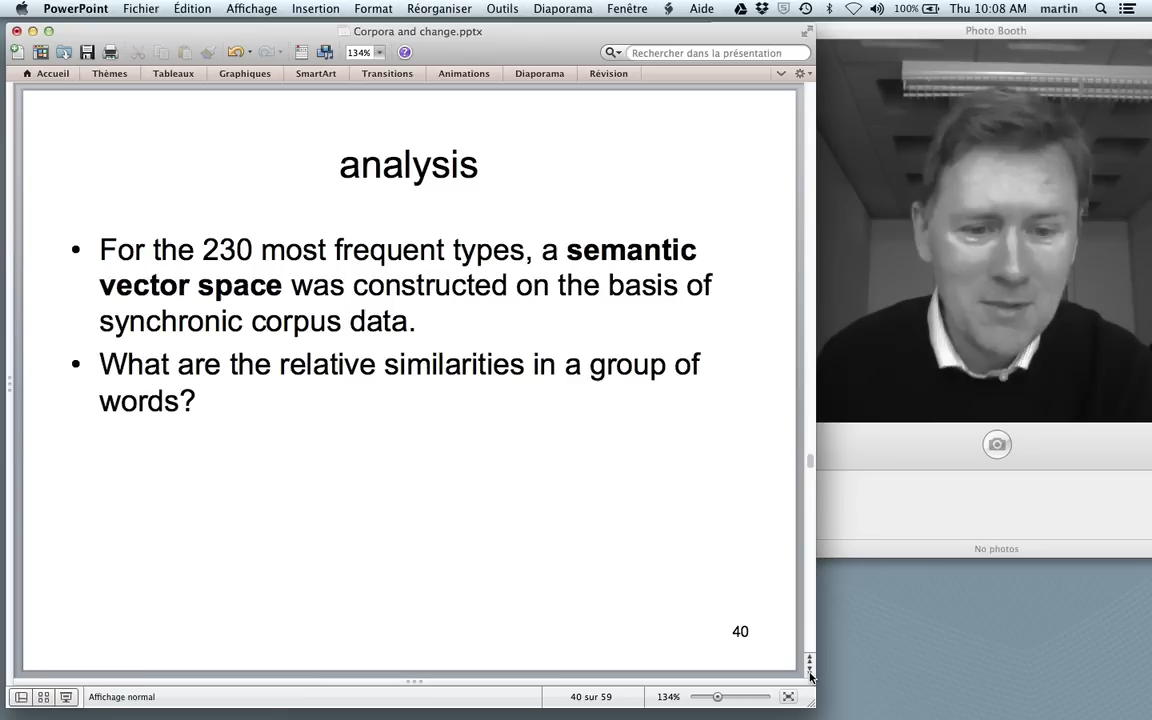 PowerPoint Fichier Édition Affichage Insertion Format Réorganiser Outils Diaporama Fenêtre Aide 100% Thu 10:08 AM martin
Corpora and change.pptx
Photo Booth
134% Rechercher dans la présentation
Accueil Thèmes Tableaux Graphiques SmartArt Transitions Animations Diaporama Révision
analysis
• For the 230 most frequent types, a semantic
vector space was constructed on the basis of
synchronic corpus data.
• What are the relative similarities in a group of
words?
No photos
40
Affichage normal 40 sur 59 134%